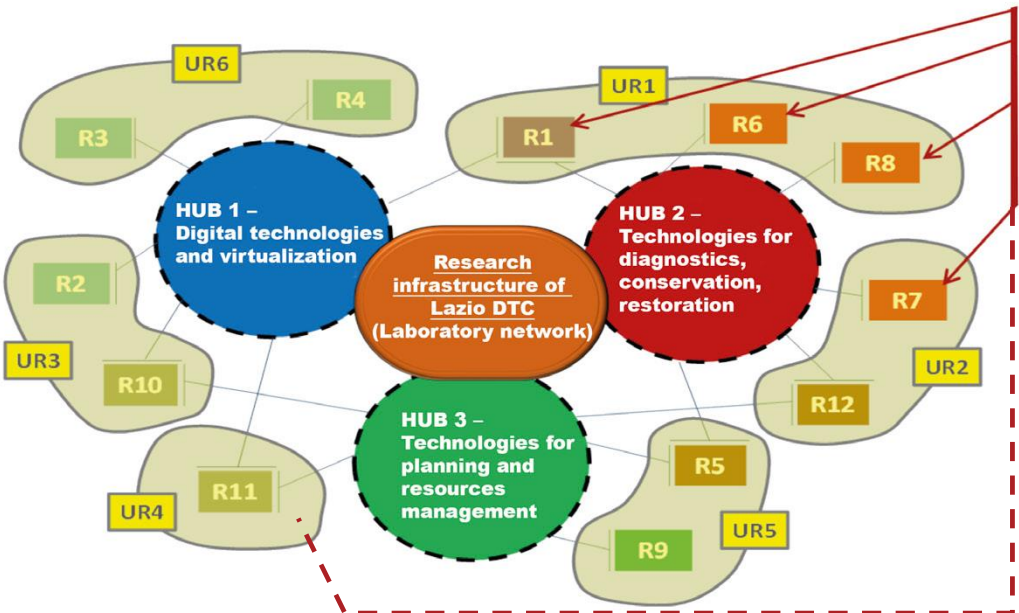 UR6
R4
R3
UR1
R1
R6
R8
HUB 1 –
Digital technologies
and virtualization
HUB 2 –
Technologies for
diagnostics,
conservation,
restoration
Research
infrastructure of
Lazio DTC
(Laboratory network)
R2
UR3
R10
R7
UR2
R12
HUB 3 –
Technologies for
planning and
resources
management
R11
UR4
R5
UR5
R9